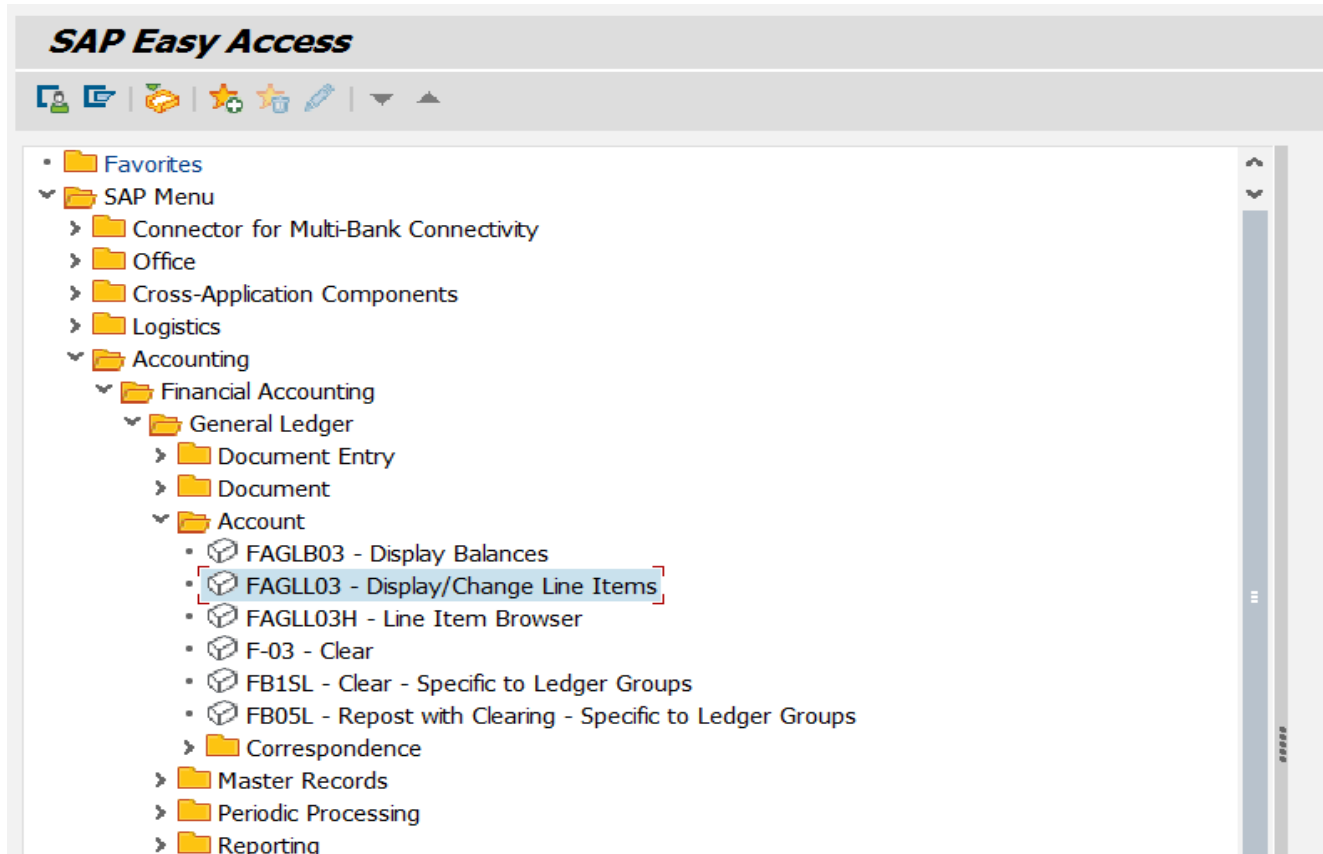 SAP Easy Access
Favorites
SAP Menu
Connector for Multi-Bank Connectivity
Office
Cross-Application Components
Logistics
Accounting
Financial Accounting
General Ledger
Document Entry
Document
Account
FAGLB03 - Display Balances
FAGLL03 - Display/Change Line Items
FAGLL03H - Line Item Browser
F-03 - Clear
FB1SL - Clear - Specific to Ledger Groups
FB05L - Repost with Clearing - Specific to Ledger Groups
Correspondence
Master Records
Periodic Processing
Reporting